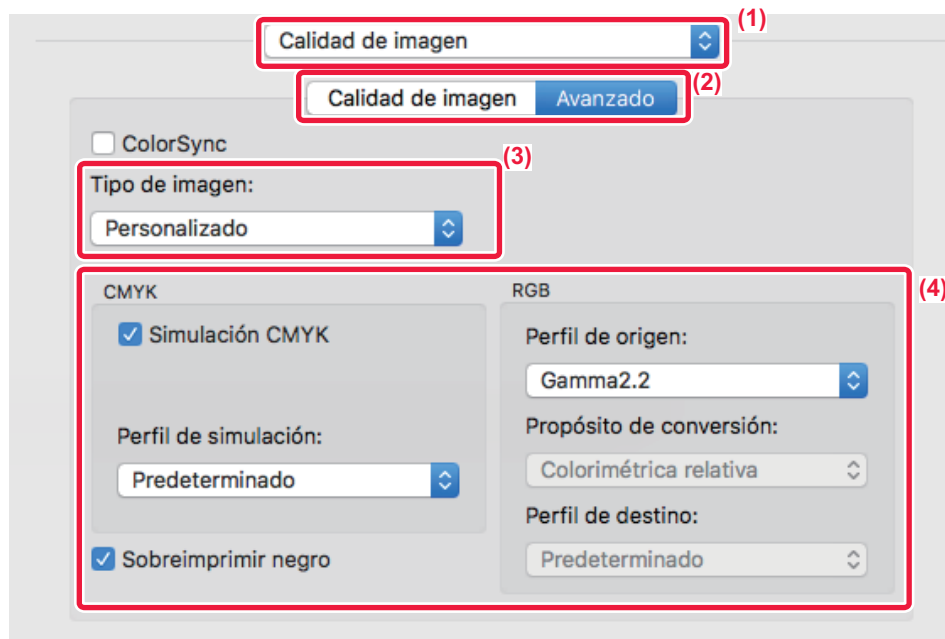 Calidad de imagen
(1)
Calidad de imagen Avanzado
(2)
ColorSync
(3)
Tipo de imagen:
Personalizado
(4)
CMYK
Simulación CMYK
Perfil de simulación:
Predeterminado
Sobreimprimir negro
RGB
Perfil de origen:
Gamma2.2
Propósito de conversión:
Colorimétrica relativa
Perfil de destino:
Predeterminado